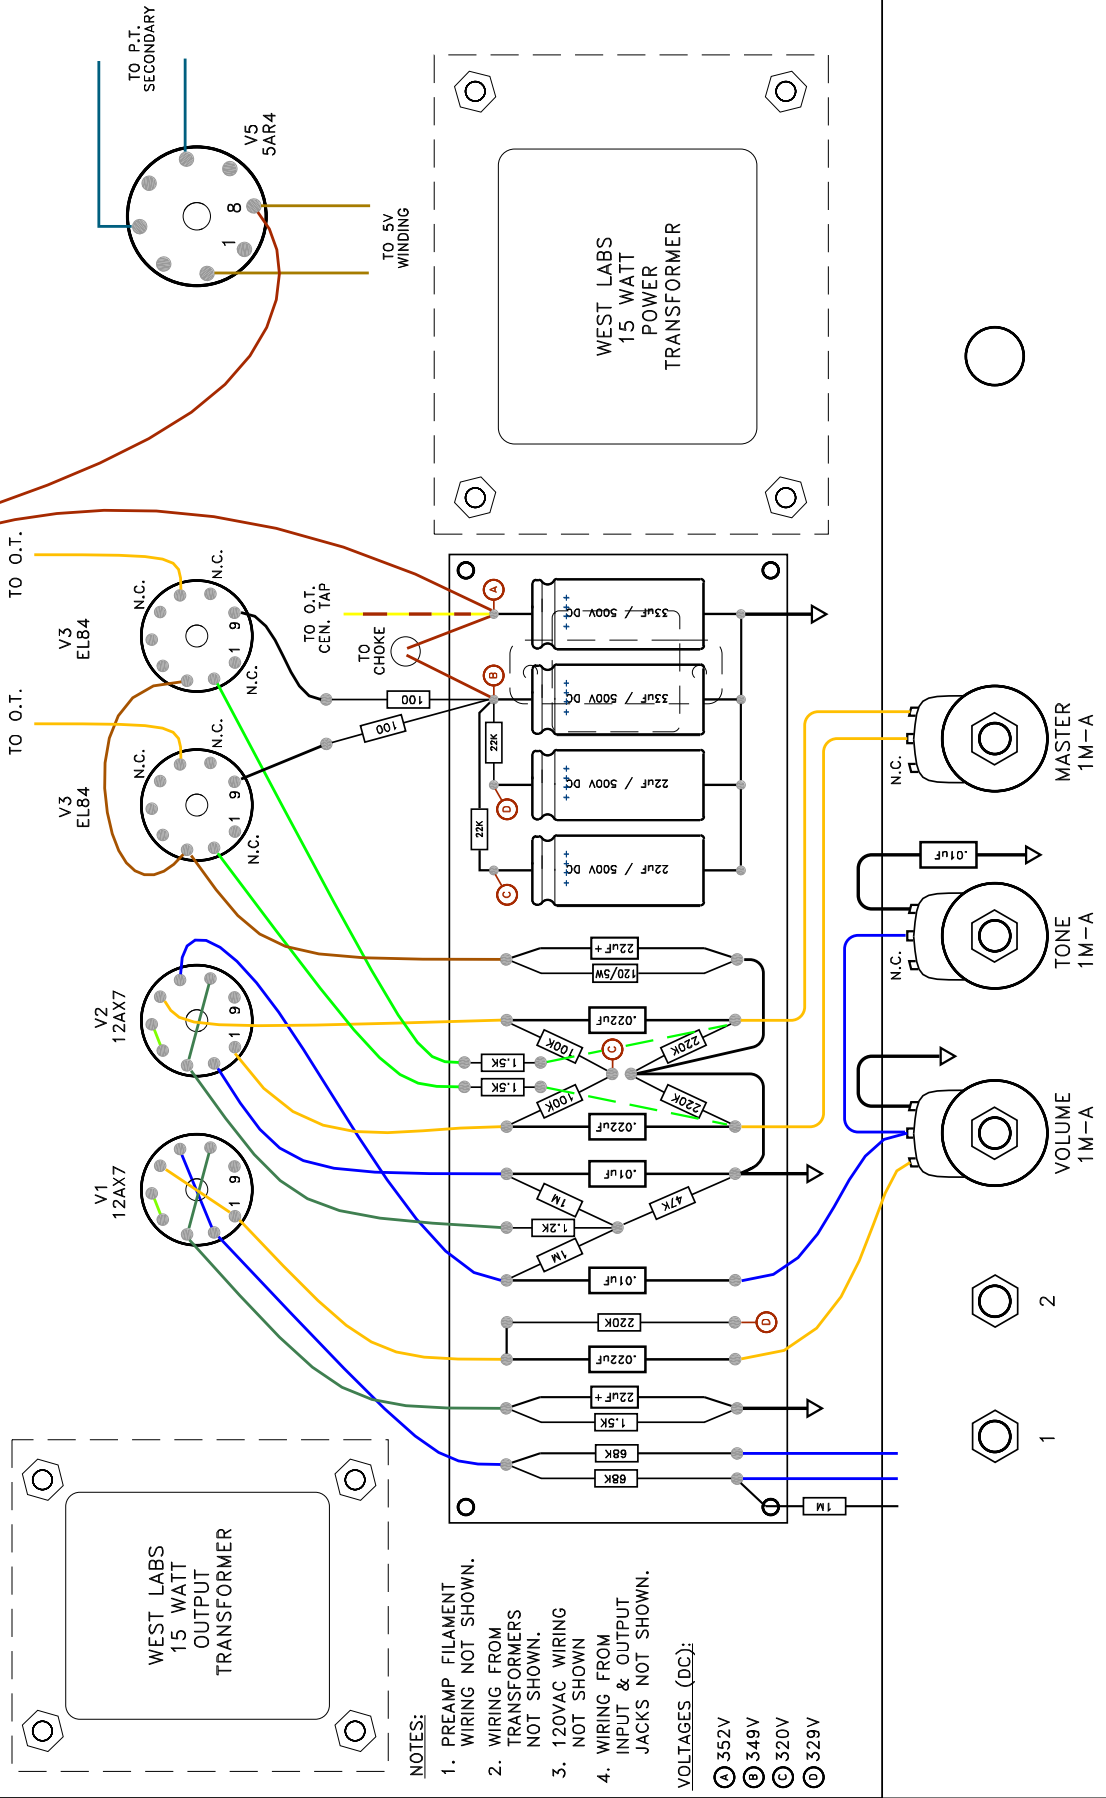 TO P.T.
SECONDARY
V5
5AR4
8
1
TO 5V
WINDING
WEST LABS
15 WATT
POWER
TRANSFORMER
TO O.T.
N.C.
N.C.
V3
EL84
9
1
N.C.
TO O.T.
CEN. TAP
TO
CHOKE
A
B
TO O.T.
N.C.
N.C.
V3
EL84
9
1
N.C.
100
100
22K
22K
D
C
33uF / 500V DC
++++
33uF / 500V DC
++++
22uF / 500V DC
++++
22uF / 500V DC
++++
V2
12AX7
9
1
V1
12AX7
9
1
22uF+
120/5W
.022uF
100K
C
220K
1.5K
1.5K
100K
220K
.022uF
.01uF
1M
1.2K
47K
1M
.01uF
220K
D
.022uF
22uF+
1.5K
68K
68K
1M
N.C.
MASTER
1M-A
.01uF
N.C.
TONE
1M-A
VOLUME
1M-A
2
1
WEST LABS
15 WATT
OUTPUT
TRANSFORMER
NOTES:
1. PREAMP FILAMENT
WIRING NOT SHOWN.
2. WIRING FROM
TRANSFORMERS
NOT SHOWN.
3. 120VAC WIRING
NOT SHOWN
4. WIRING FROM
INPUT & OUTPUT
JACKS NOT SHOWN.
VOLTAGES (DC):
A 352V
B 349V
C 320V
D 329V